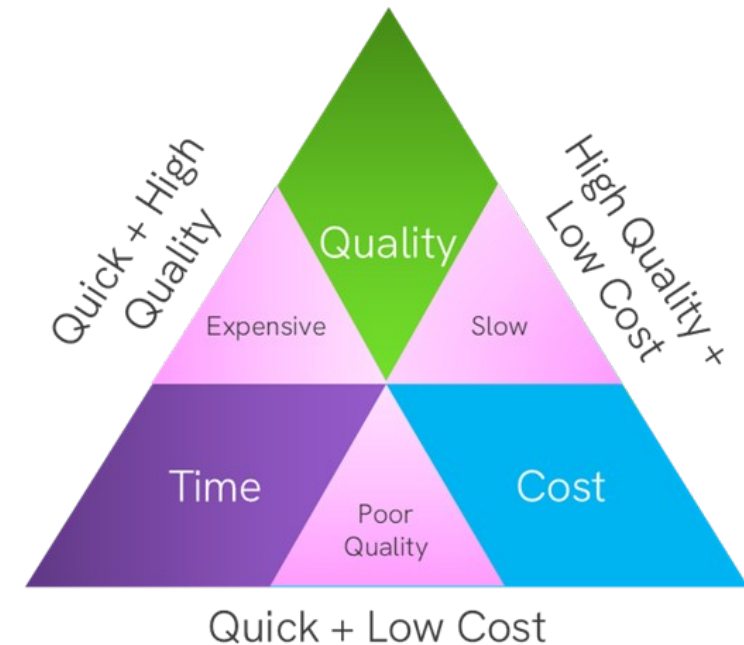 Quick + High
Quality
High Quality +
Low Cost
Quality
Expensive
Slow
Time
Cost
Poor
Quality
Quick + Low Cost